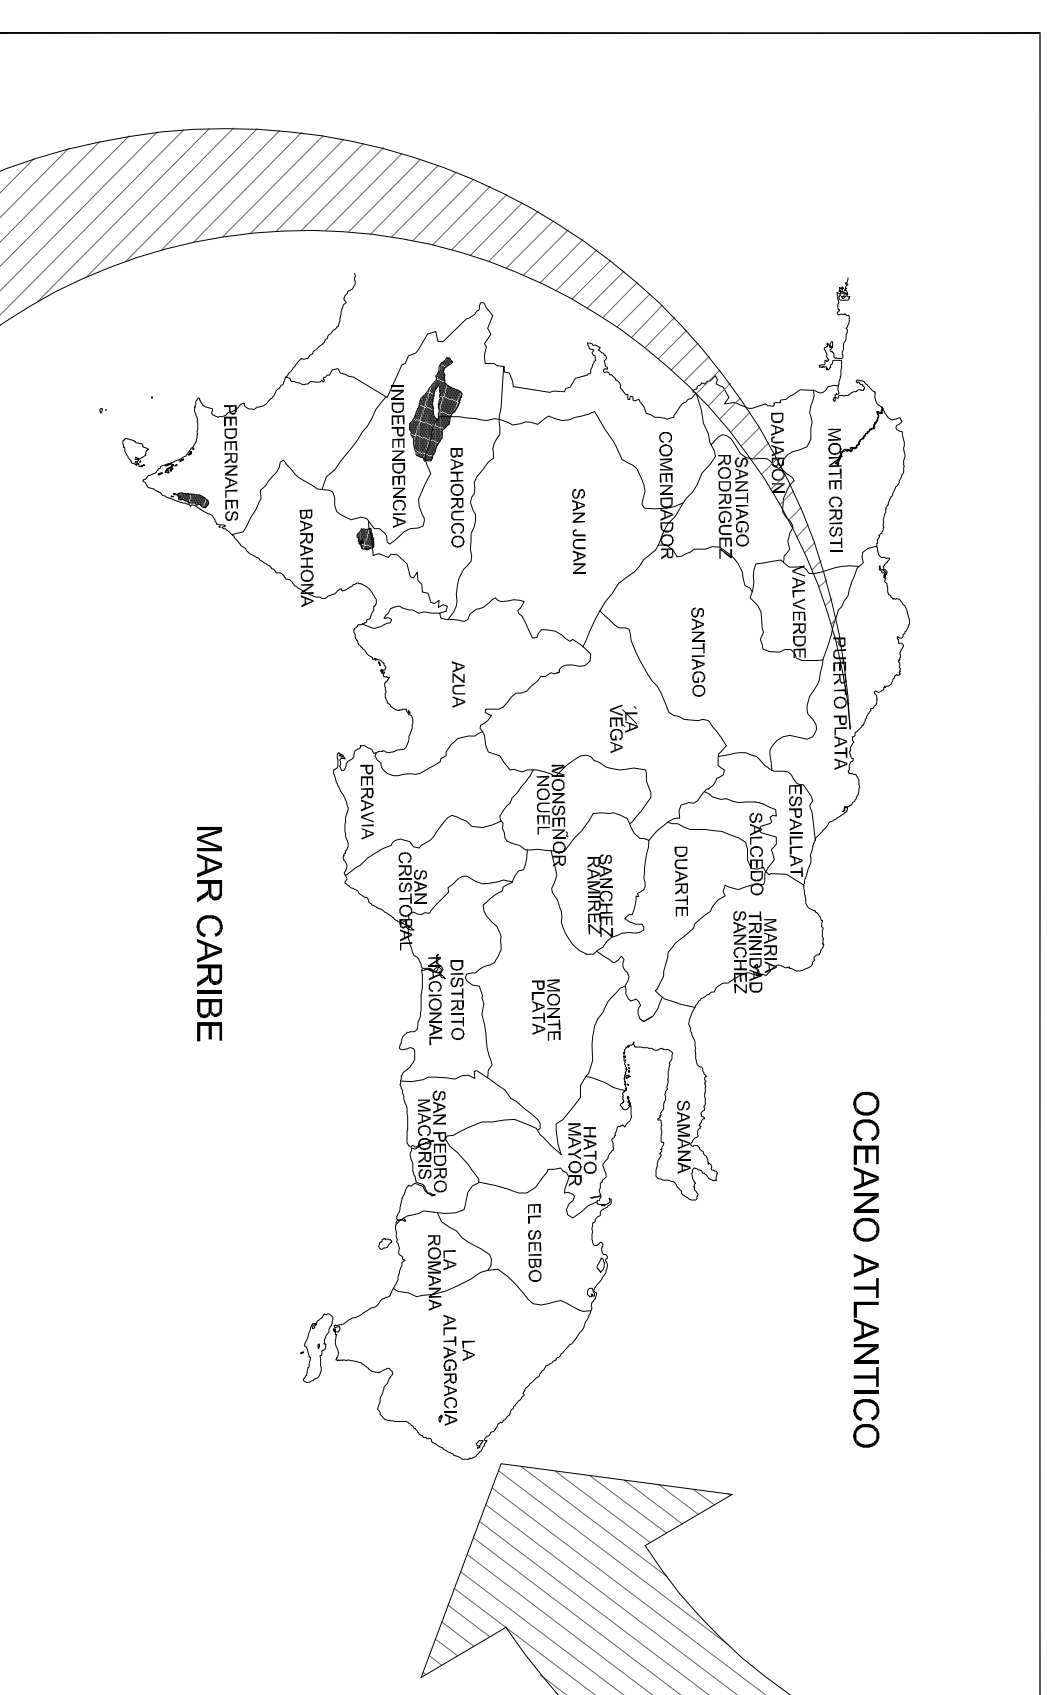 OCEANO ATLANTICO
MONTE CRISTI
PUERTO PLATA
DAJABON
VALVERDE
ESPAILLAT
SANTIAGO
RODRIGUEZ
SALCEDO
MARIA
TRINIDAD
SANCHEZ
SANTIAGO
COMENDADOR
DUARTE
SAMANA
LA
VEGA
SANCHEZ
RAMIREZ
SAN JUAN
MONSEÑOR
NOUEL
MONTE
PLATA
HATO
MAYOR
EL SEIBO
BAHORUCO
AZUA
DISTRITO
NACIONAL
INDEPENDENCIA
SAN
CRISTOBAL
SAN PEDRO
MACORIS
LA
ROMANA
LA
ALTAGRACIA
PERAVIA
BARAHONA
PEDERNALES
MAR CARIBE